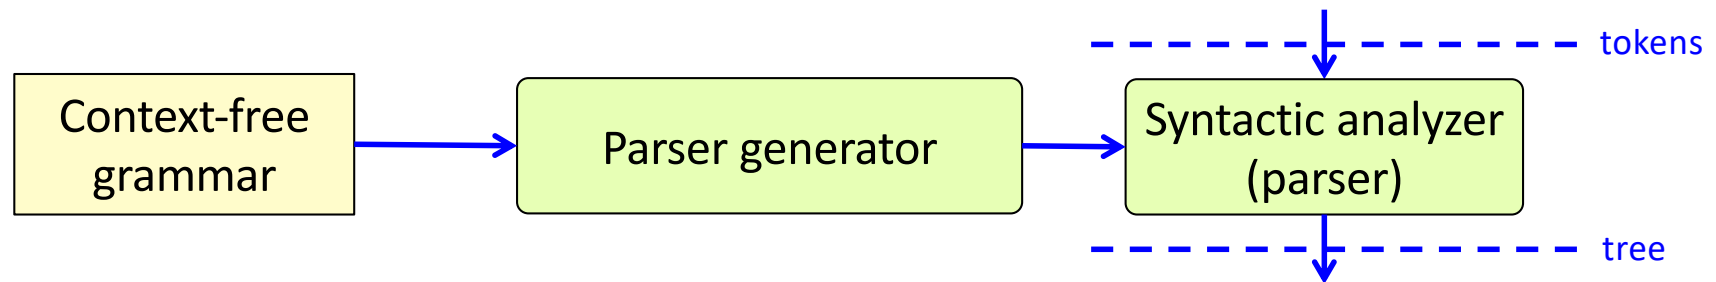 tokens
Context-free
grammar
Parser generator
Syntactic analyzer
(parser)
tree